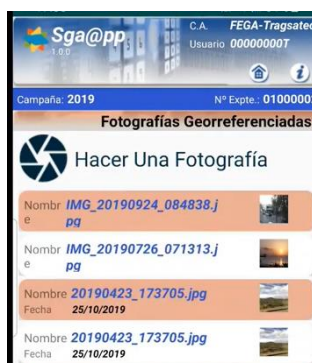 Sga@pp
1.0.0
C.A. FEGA-Tragsatec
Usuario 00000000T
Campaña: 2019
Nº Expte.: 0100000
Fotografías Georreferenciadas
Hacer Una Fotografía
Nombr IMG_20190924_084838.j
e pg
Nombr IMG_20190726_071313.j
e pg
Nombre 20190423_173705.jpg
Fecha 25/10/2019
Nombre 20190423_173705.jpg
Fecha 25/10/2019